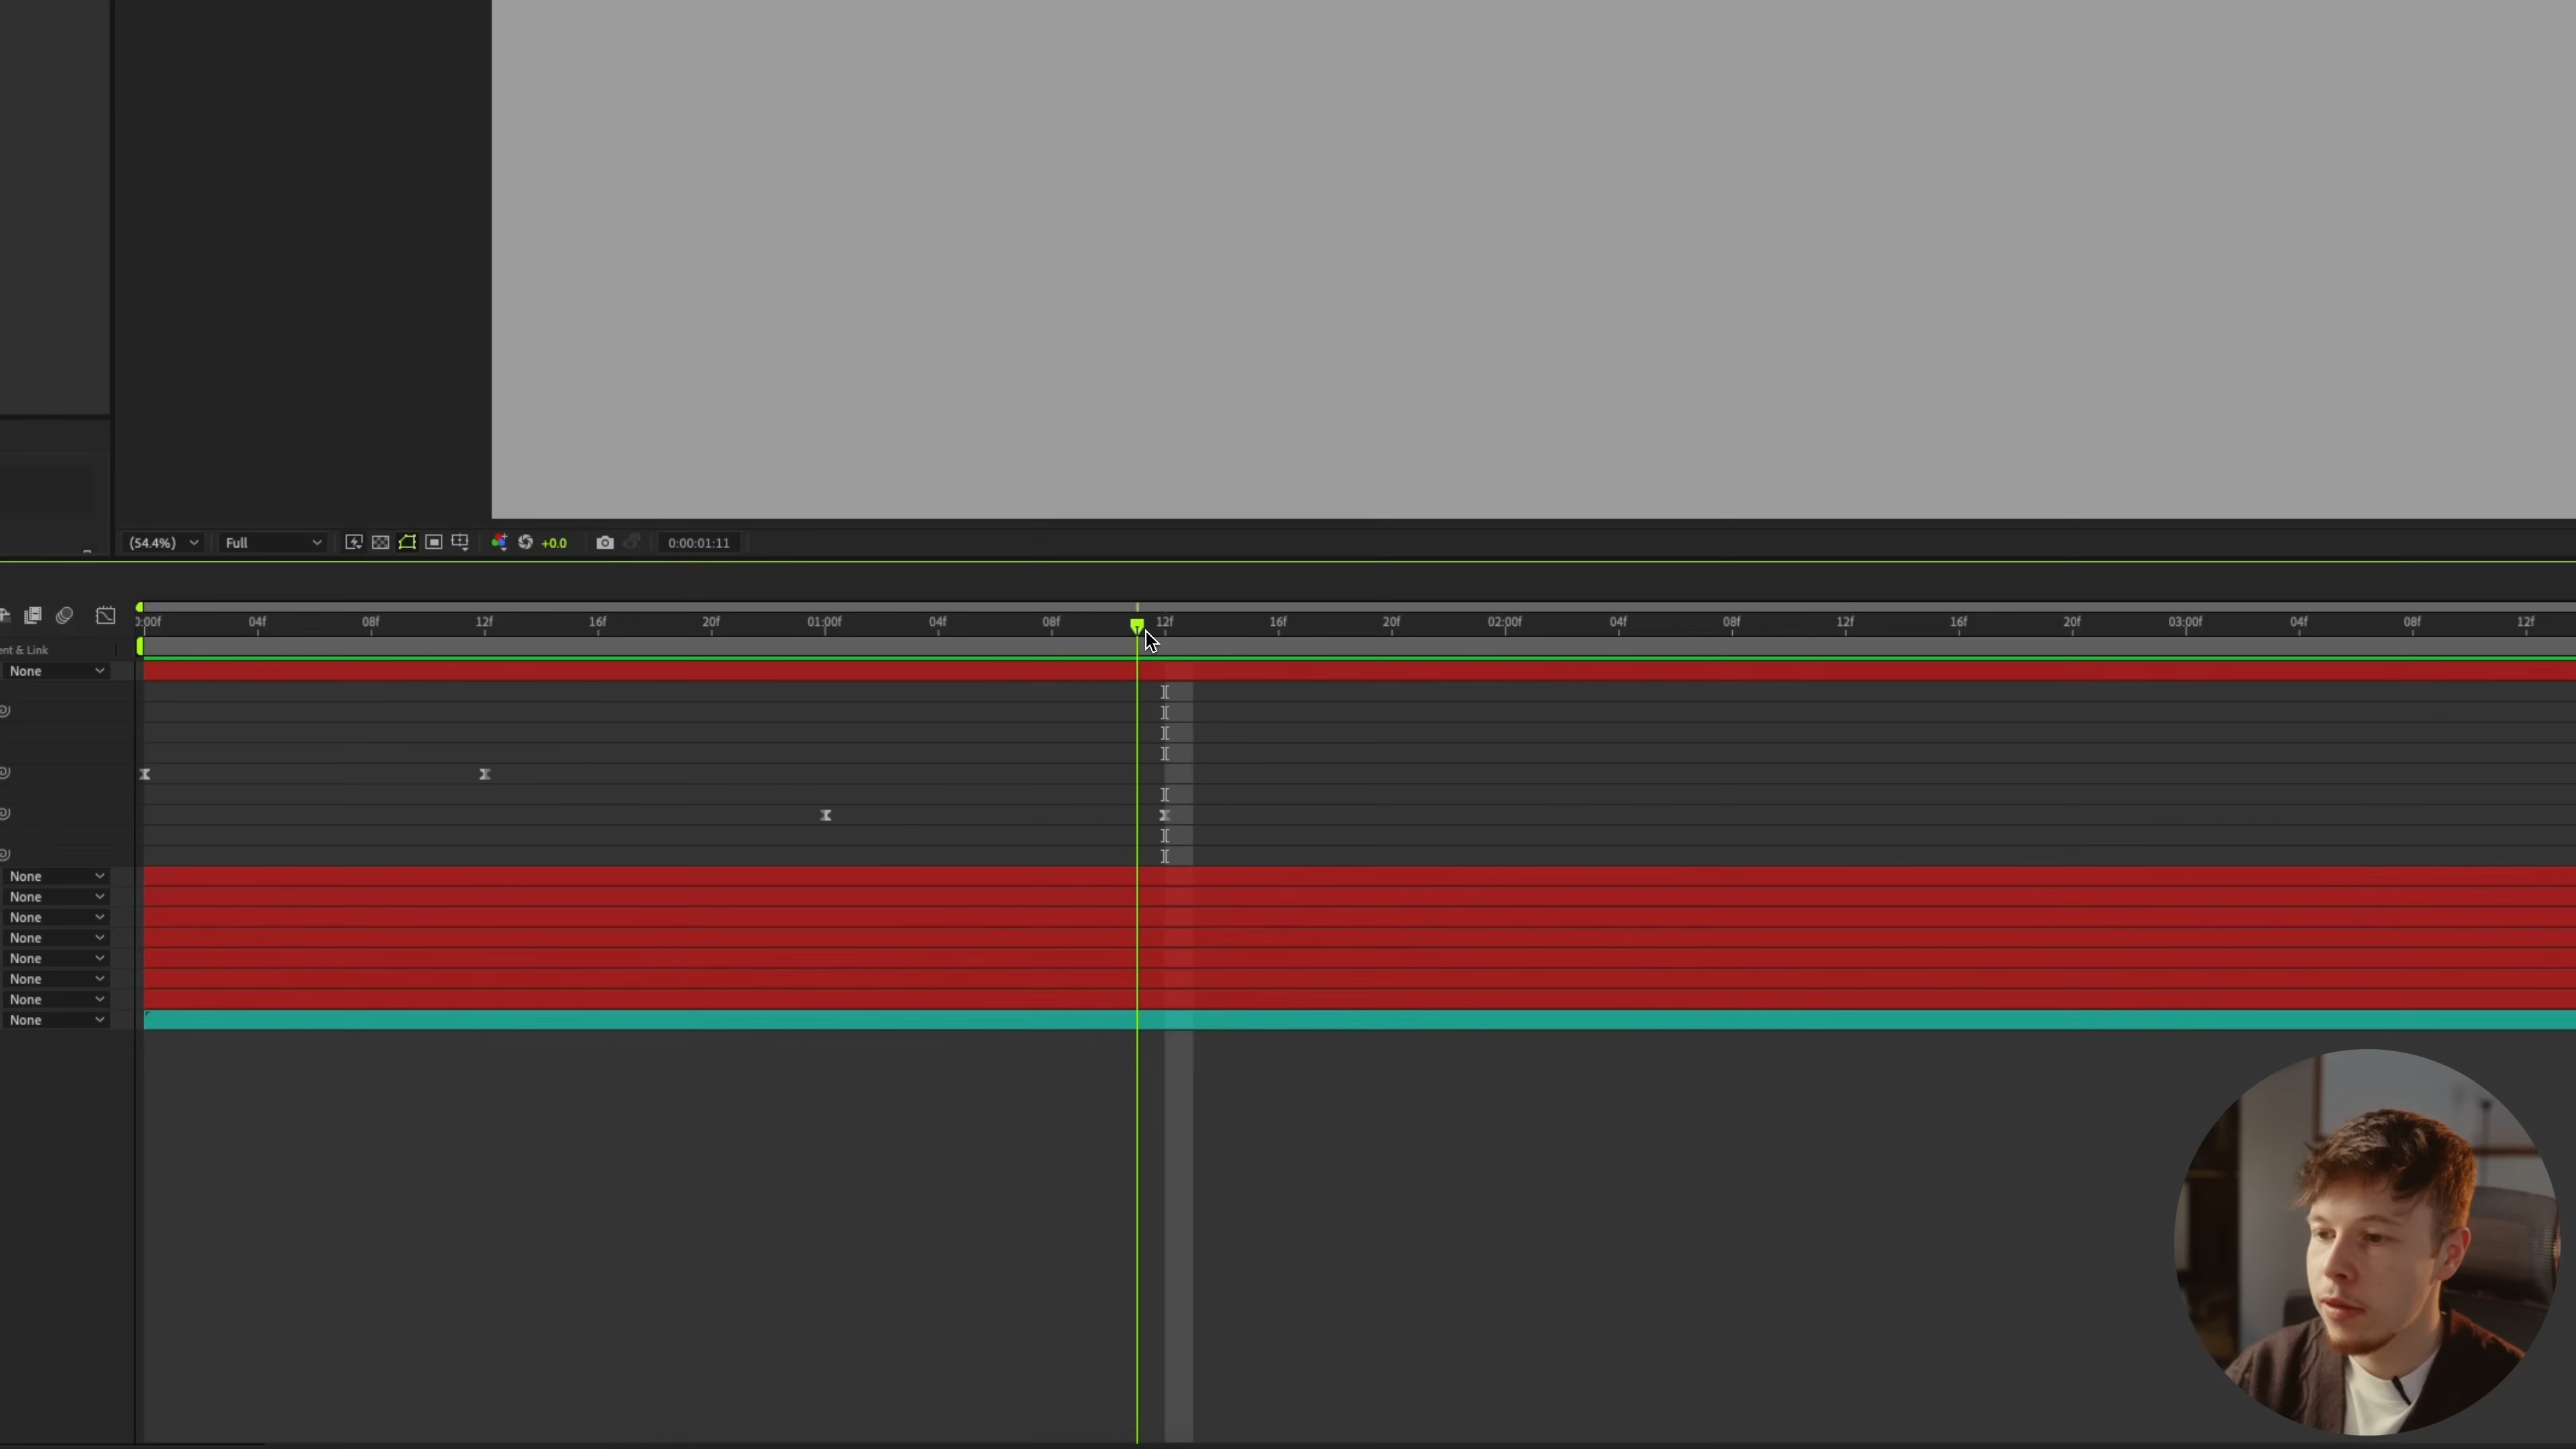 (54.4%) Full +0.0 0:00:01:11
0:00f 04f 08f 12f 16f 20f 01:00f 04f 08f 12f 16f 20f 02:00f 04f 08f 12f 16f 20f 03:00f 04f 08f 12f
ent & Link
None
None
None
None
None
None
None
None
None